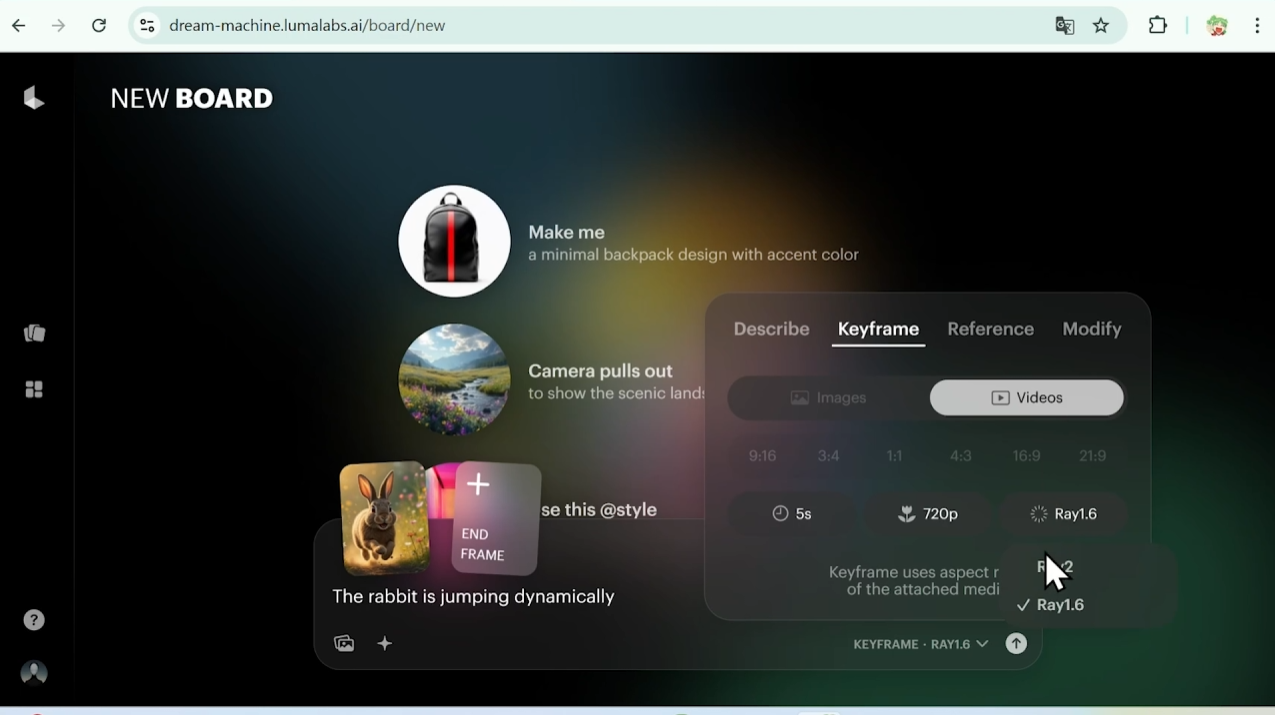 dream-machine.lumalabs.ai/board/new
NEW BOARD
Make me
a minimal backpack design with accent color
Camera pulls out
to show the scenic
se this @style
+
END
FRAME
The rabbit is jumping dynamically
Describe Keyframe Reference Modify
Images Videos
9:16 3:4 1:1 4:3 16:9 21:9
5s 720p Ray1.6
Keyframe uses aspect
of the attached
Ray1.6
KEYFRAME · RAY1.6
?